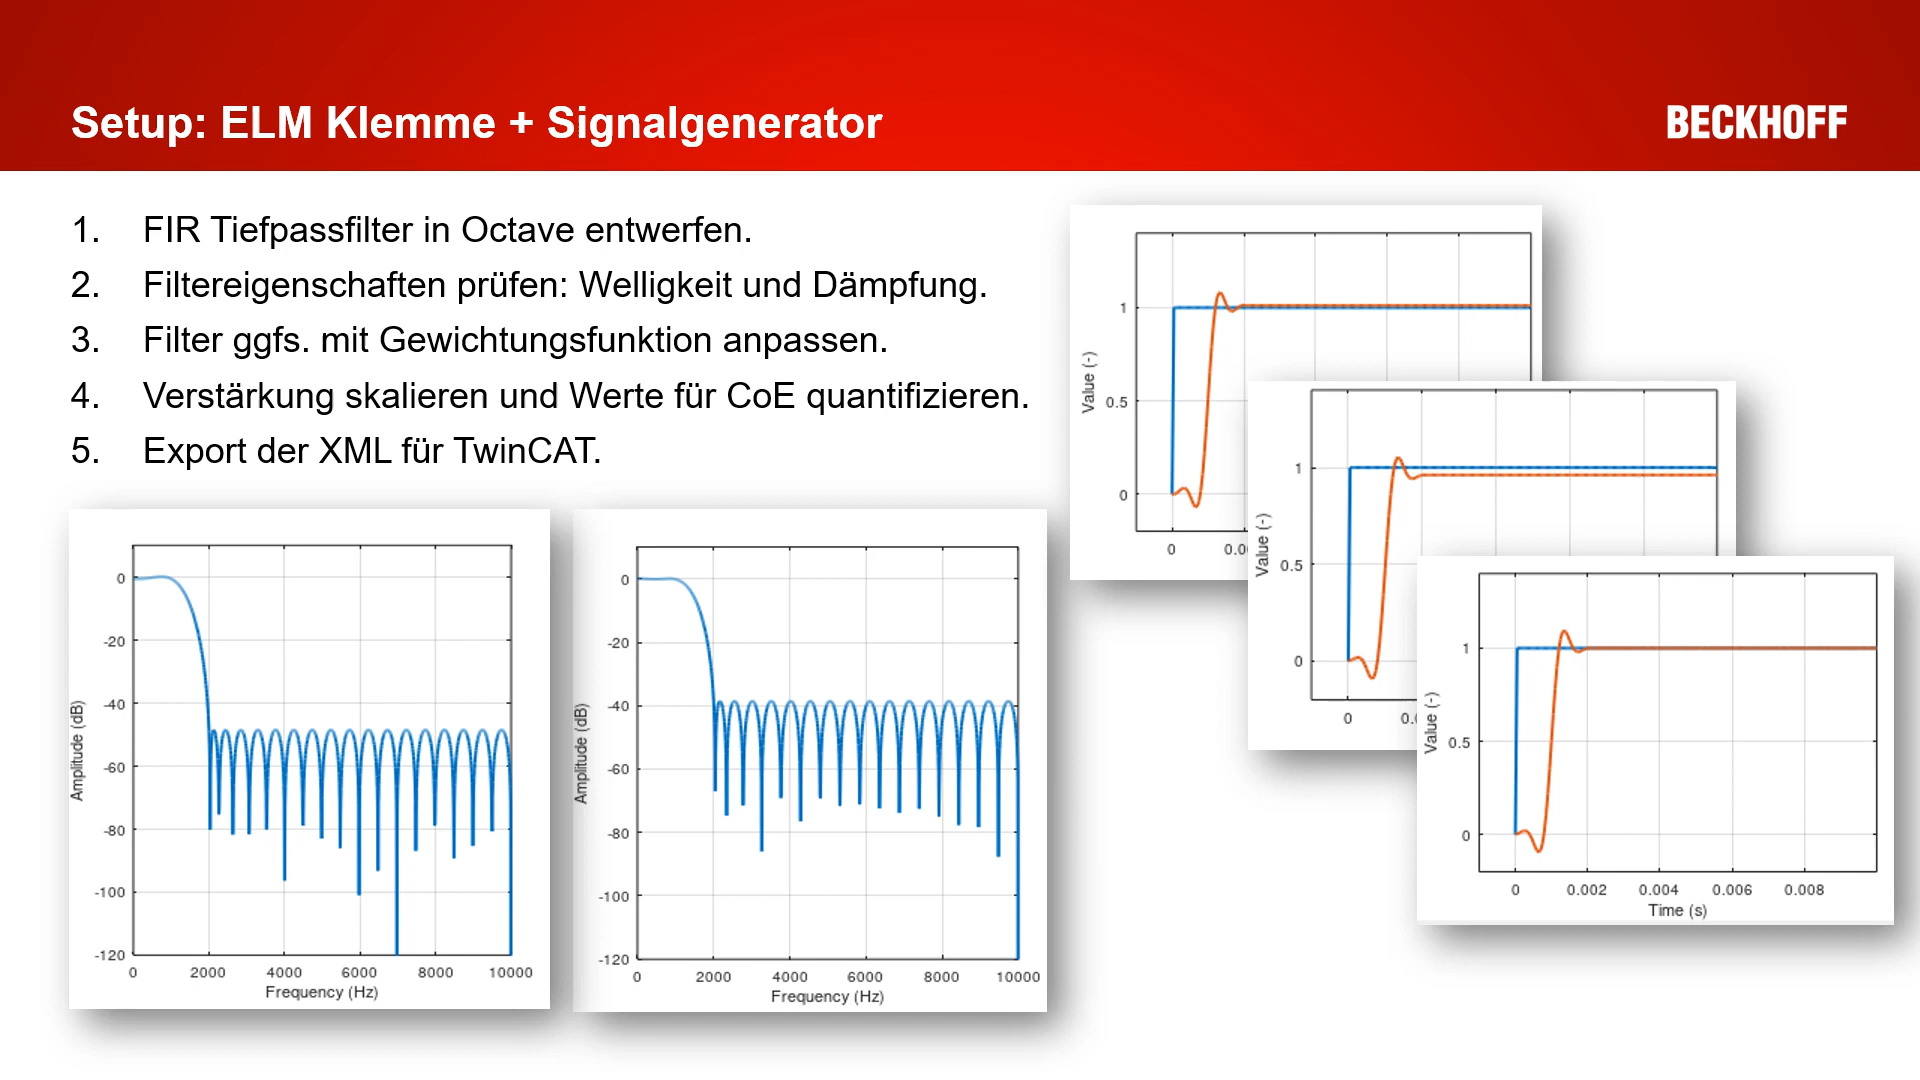 Setup: ELM Klemme + Signalgenerator
BECKHOFF
1. FIR Tiefpassfilter in Octave entwerfen.
2. Filtereigenschaften prüfen: Welligkeit und Dämpfung.
3. Filter ggfs. mit Gewichtungsfunktion anpassen.
4. Verstärkung skalieren und Werte für CoE quantifizieren.
5. Export der XML für TwinCAT.
0
-20
-40
-60
-80
-100
-120
Amplitude (dB)
0 2000 4000 6000 8000 10000
Frequency (Hz)
0
-20
-40
-60
-80
-100
-120
Amplitude (dB)
0 2000 4000 6000 8000 10000
Frequency (Hz)
1
0.5
0
Value (-)
0 0.00
1
0.5
0
Value (-)
0 0.0
1
0.5
0
Value (-)
0 0.002 0.004 0.006 0.008
Time (s)